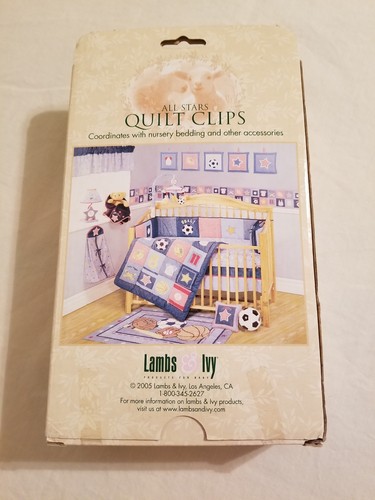 ALL STARS
QUILT CLIPS
Coordinates with nursery bedding and other accessories
Lambs & Ivy
PRODUCTS FOR BABY
© 2005 Lambs & Ivy, Los Angeles, CA
1-800-345-2627
For more information on lambs & Ivy products,
visit us at www.lambsandivy.com